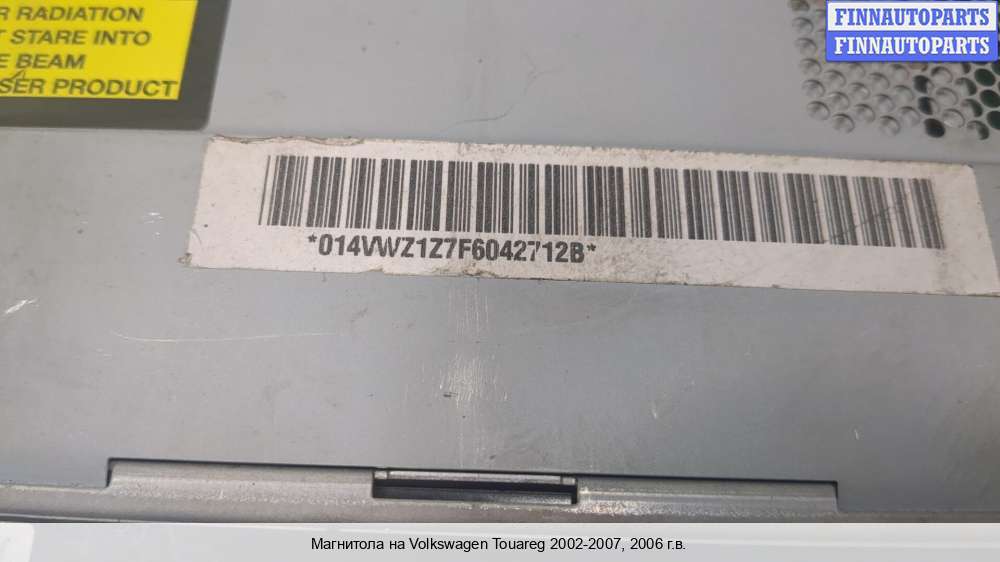 R RADIATION
T STARE INTO
E BEAM
SER PRODUCT
FINNAUTOPARTS
FINNAUTOPARTS
*014VWZ1Z7F6042712B*
Магнитола на Volkswagen Touareg 2002-2007, 2006 г.в.